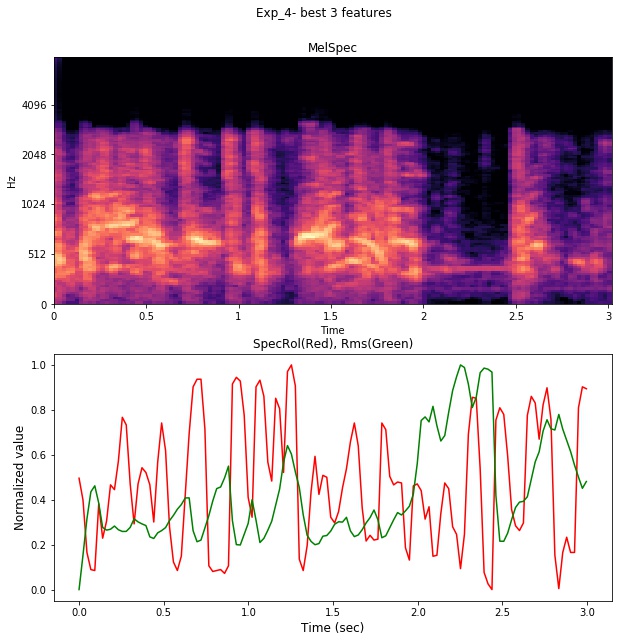 Exp_4- best 3 features
MelSpec
4096
2048
1024
512
0
Hz
0 0.5 1 1.5 2 2.5 3
Time
SpecRol(Red), Rms(Green)
1.0
0.8
0.6
0.4
0.2
0.0
Normalized value
0.0 0.5 1.0 1.5 2.0 2.5 3.0
Time (sec)